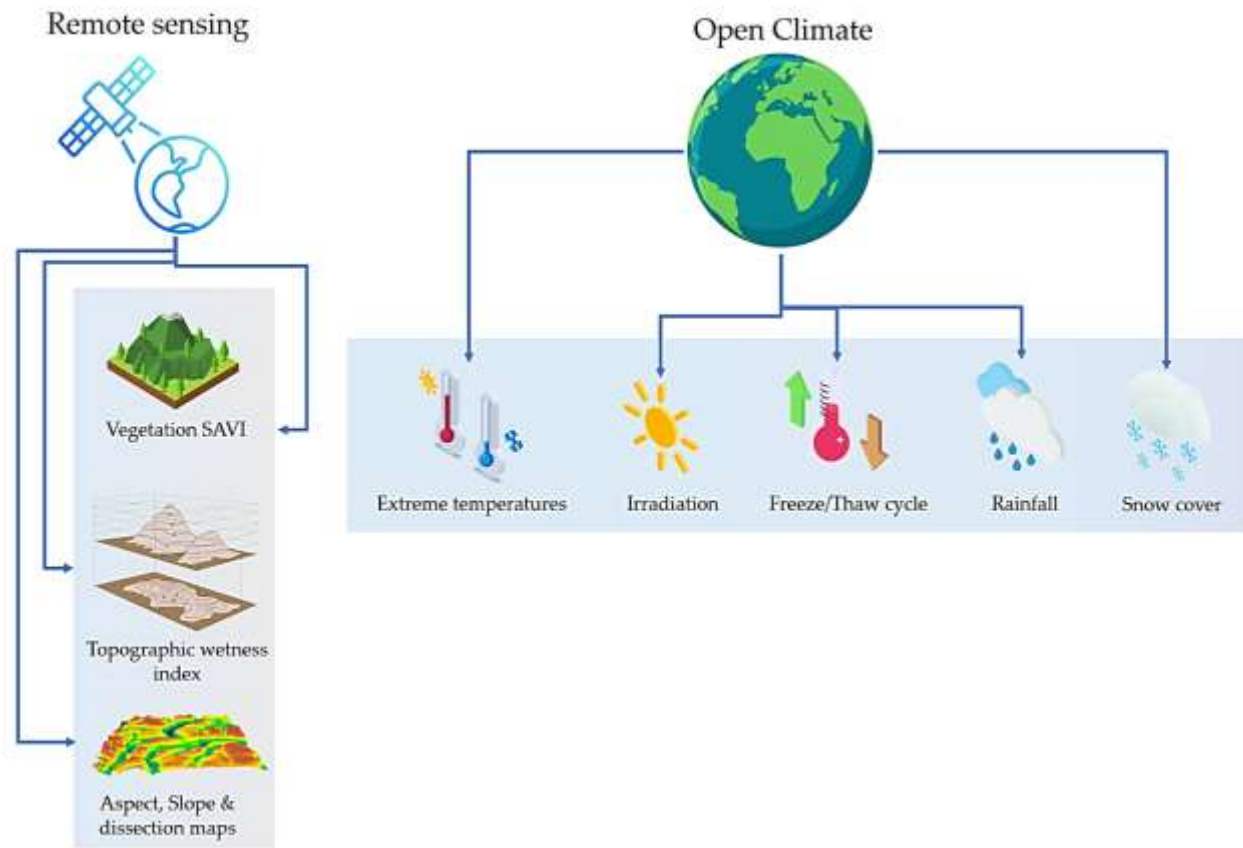 Remote sensing
Open Climate
Vegetation SAVI
Topographic wetness
index
Aspect, Slope &
dissection maps
Extreme temperatures
Irradiation
Freeze/Thaw cycle
Rainfall
Snow cover